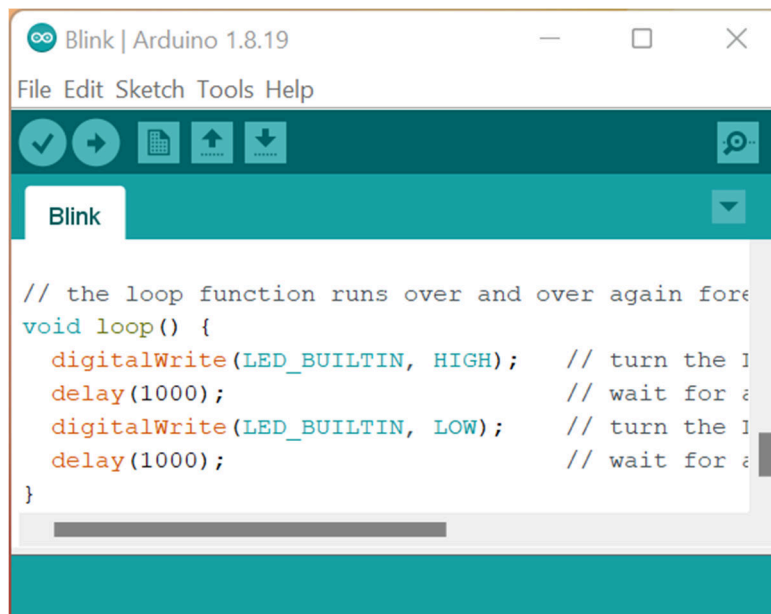 Blink | Arduino 1.8.19
File Edit Sketch Tools Help
Blink
// the loop function runs over and over again fore
void loop() {
  digitalWrite(LED_BUILTIN, HIGH);   // turn the
  delay(1000);                       // wait for a
  digitalWrite(LED_BUILTIN, LOW);    // turn the
  delay(1000);                       // wait for a
}